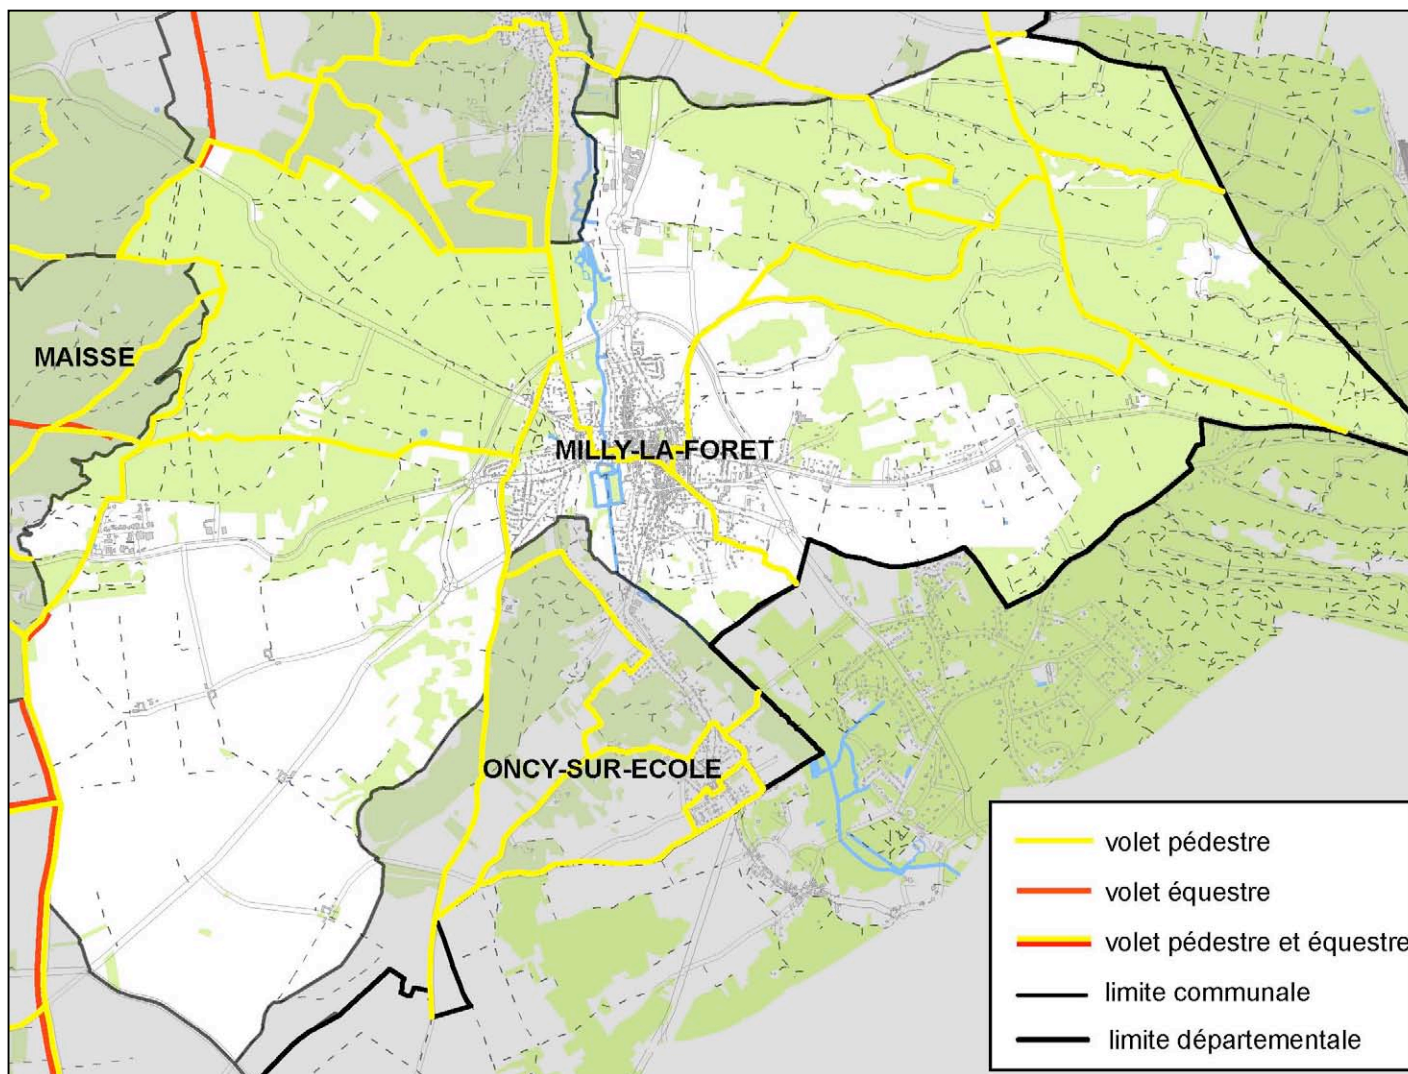 MAISSE
MILLY-LA-FORET
ONCY-SUR-ECOLE
volet pédestre
volet équestre
volet pédestre et équestre
limite communale
limite départementale